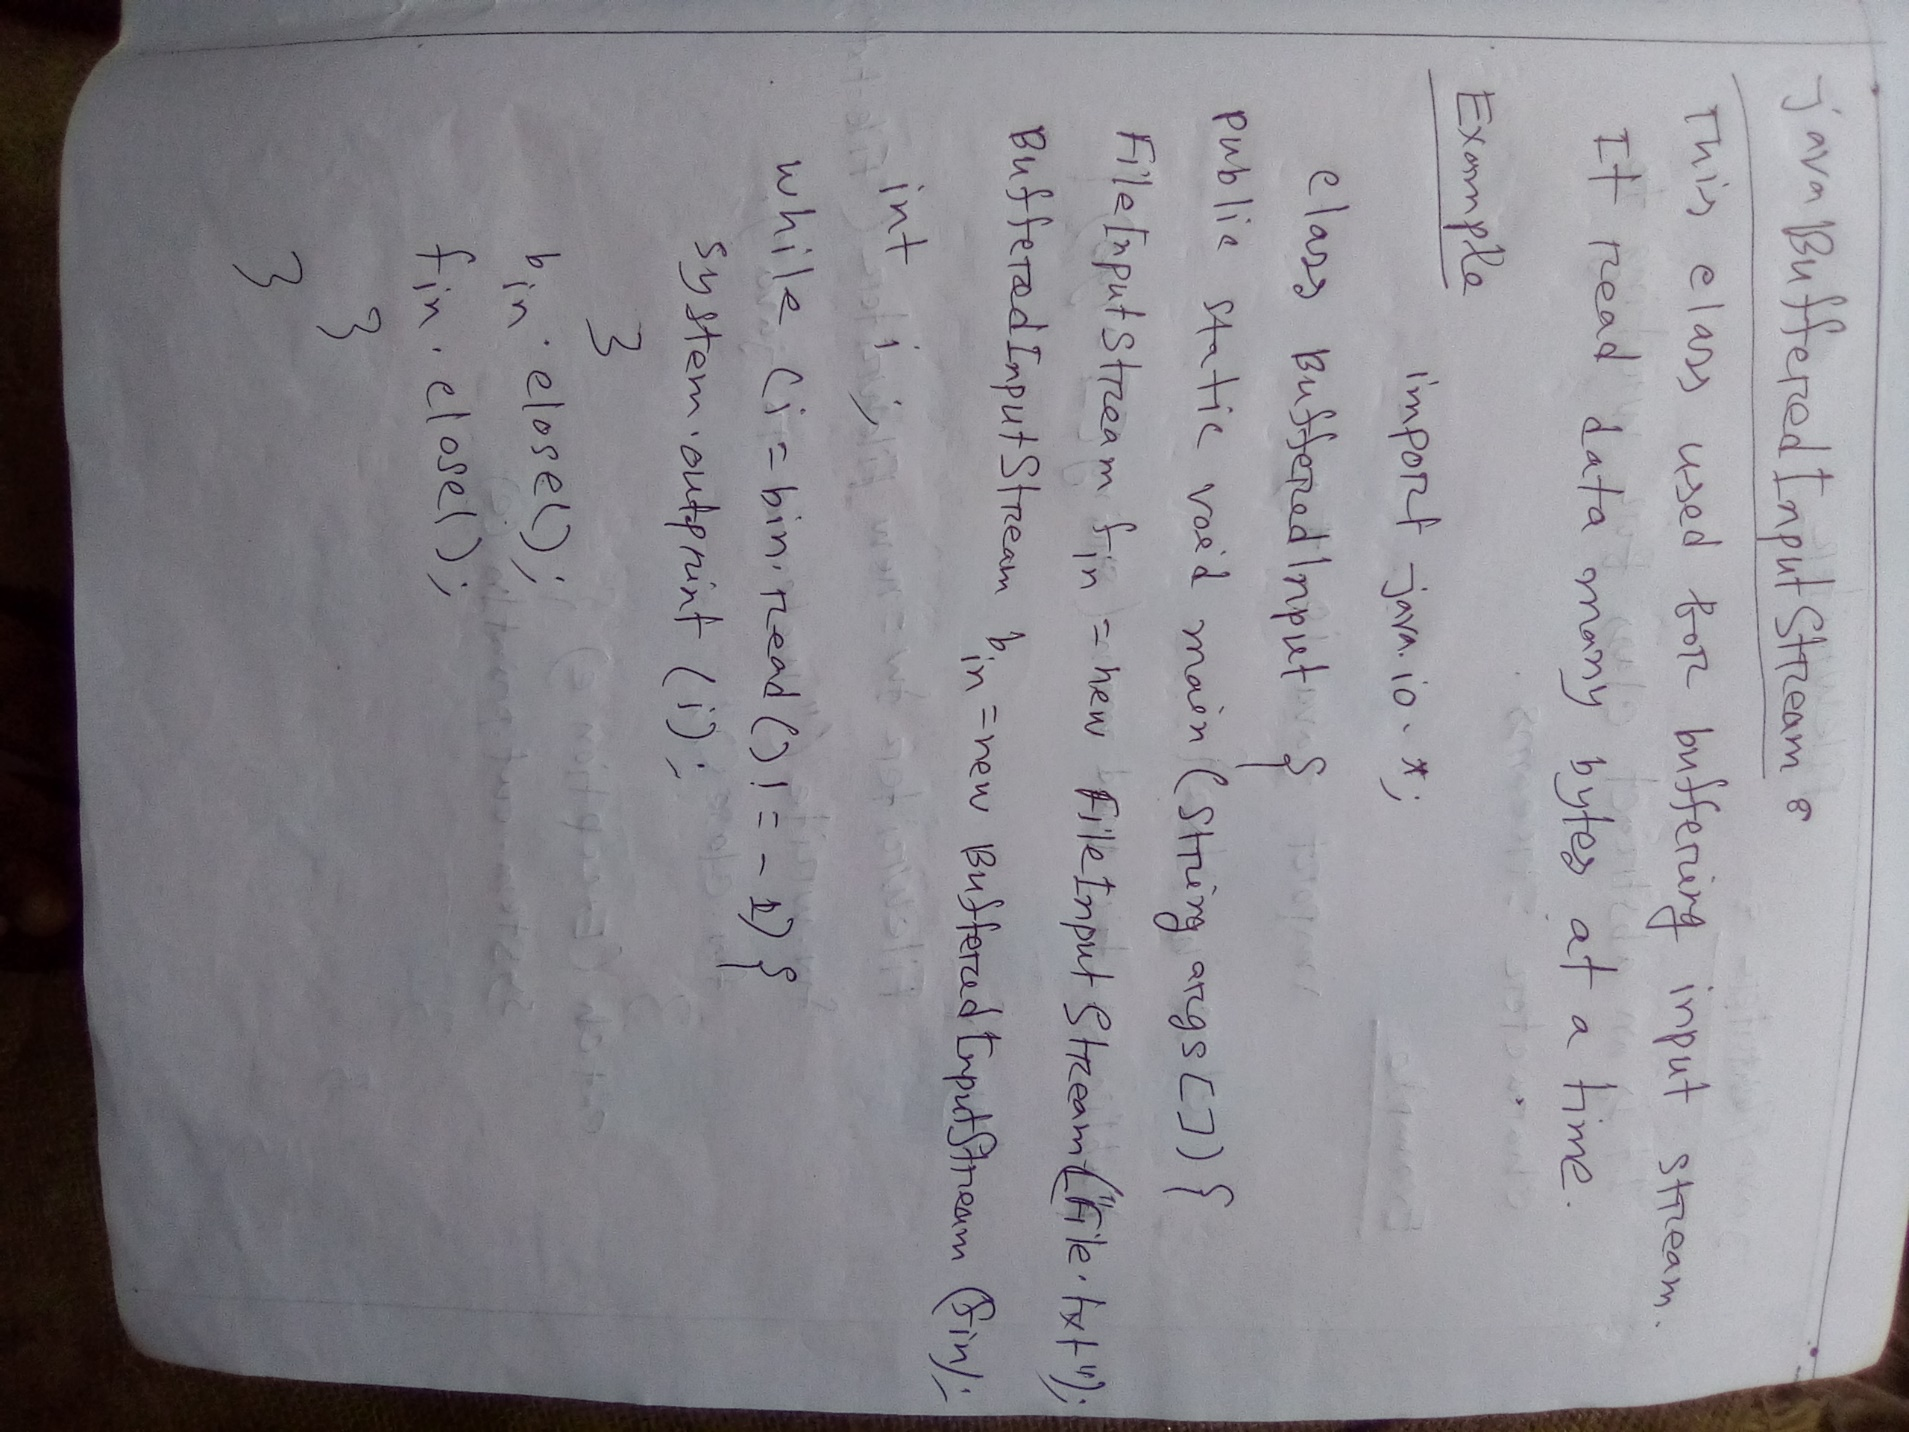 java BufferedInputStream :
This class used for buffering input stream.
It read data many bytes at a time.
Example
import java.io.*;
class BufferedInput {
public static void main (String args []) {
FileInputStream fin = new FileInputStream ("File.txt");
BufferedInputStream bin = new BufferedInputStream (fin);
int i;
while (i = bin.read () != -1) {
system.outprint (i);
}
bin.close();
fin.close();
}
}